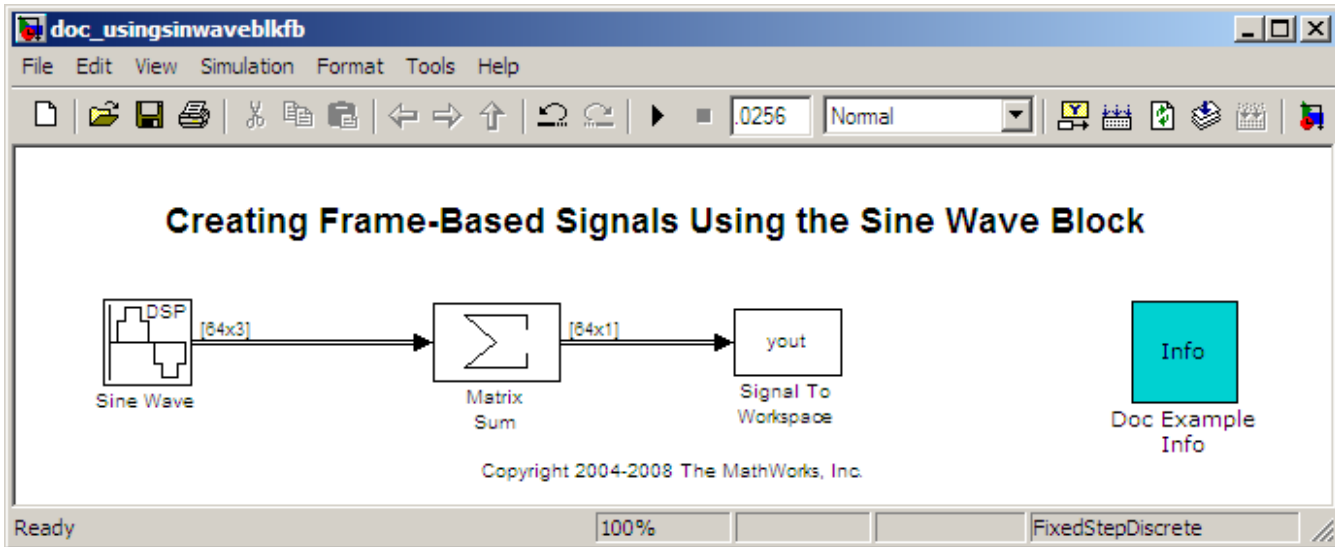 doc_usingsinwaveblkfb
File Edit View Simulation Format Tools Help
.0256 Normal
Creating Frame-Based Signals Using the Sine Wave Block
DSP
[64x3]
Sine Wave
Matrix
Sum
[64x1]
yout
Signal To
Workspace
Info
Doc Example
Info
Copyright 2004-2008 The MathWorks, Inc.
Ready 100% FixedStepDiscrete